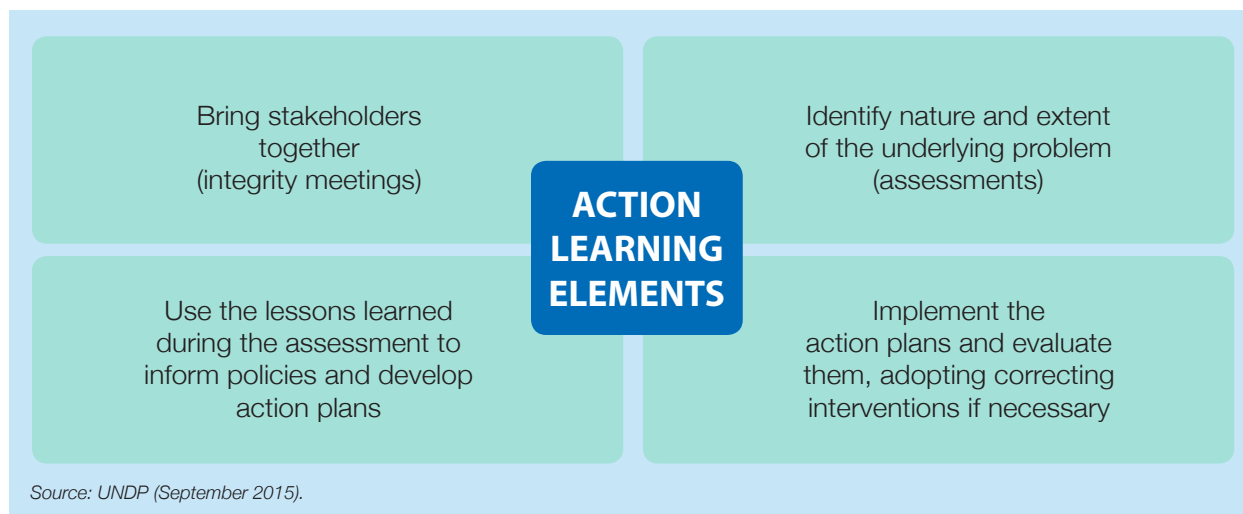 Bring stakeholders
together
(integrity meetings)
Identify nature and extent
of the underlying problem
(assessments)
ACTION
LEARNING
ELEMENTS
Use the lessons learned
during the assessment to
inform policies and develop
action plans
Implement the
action plans and evaluate
them, adopting correcting
interventions if necessary
Source: UNDP (September 2015).